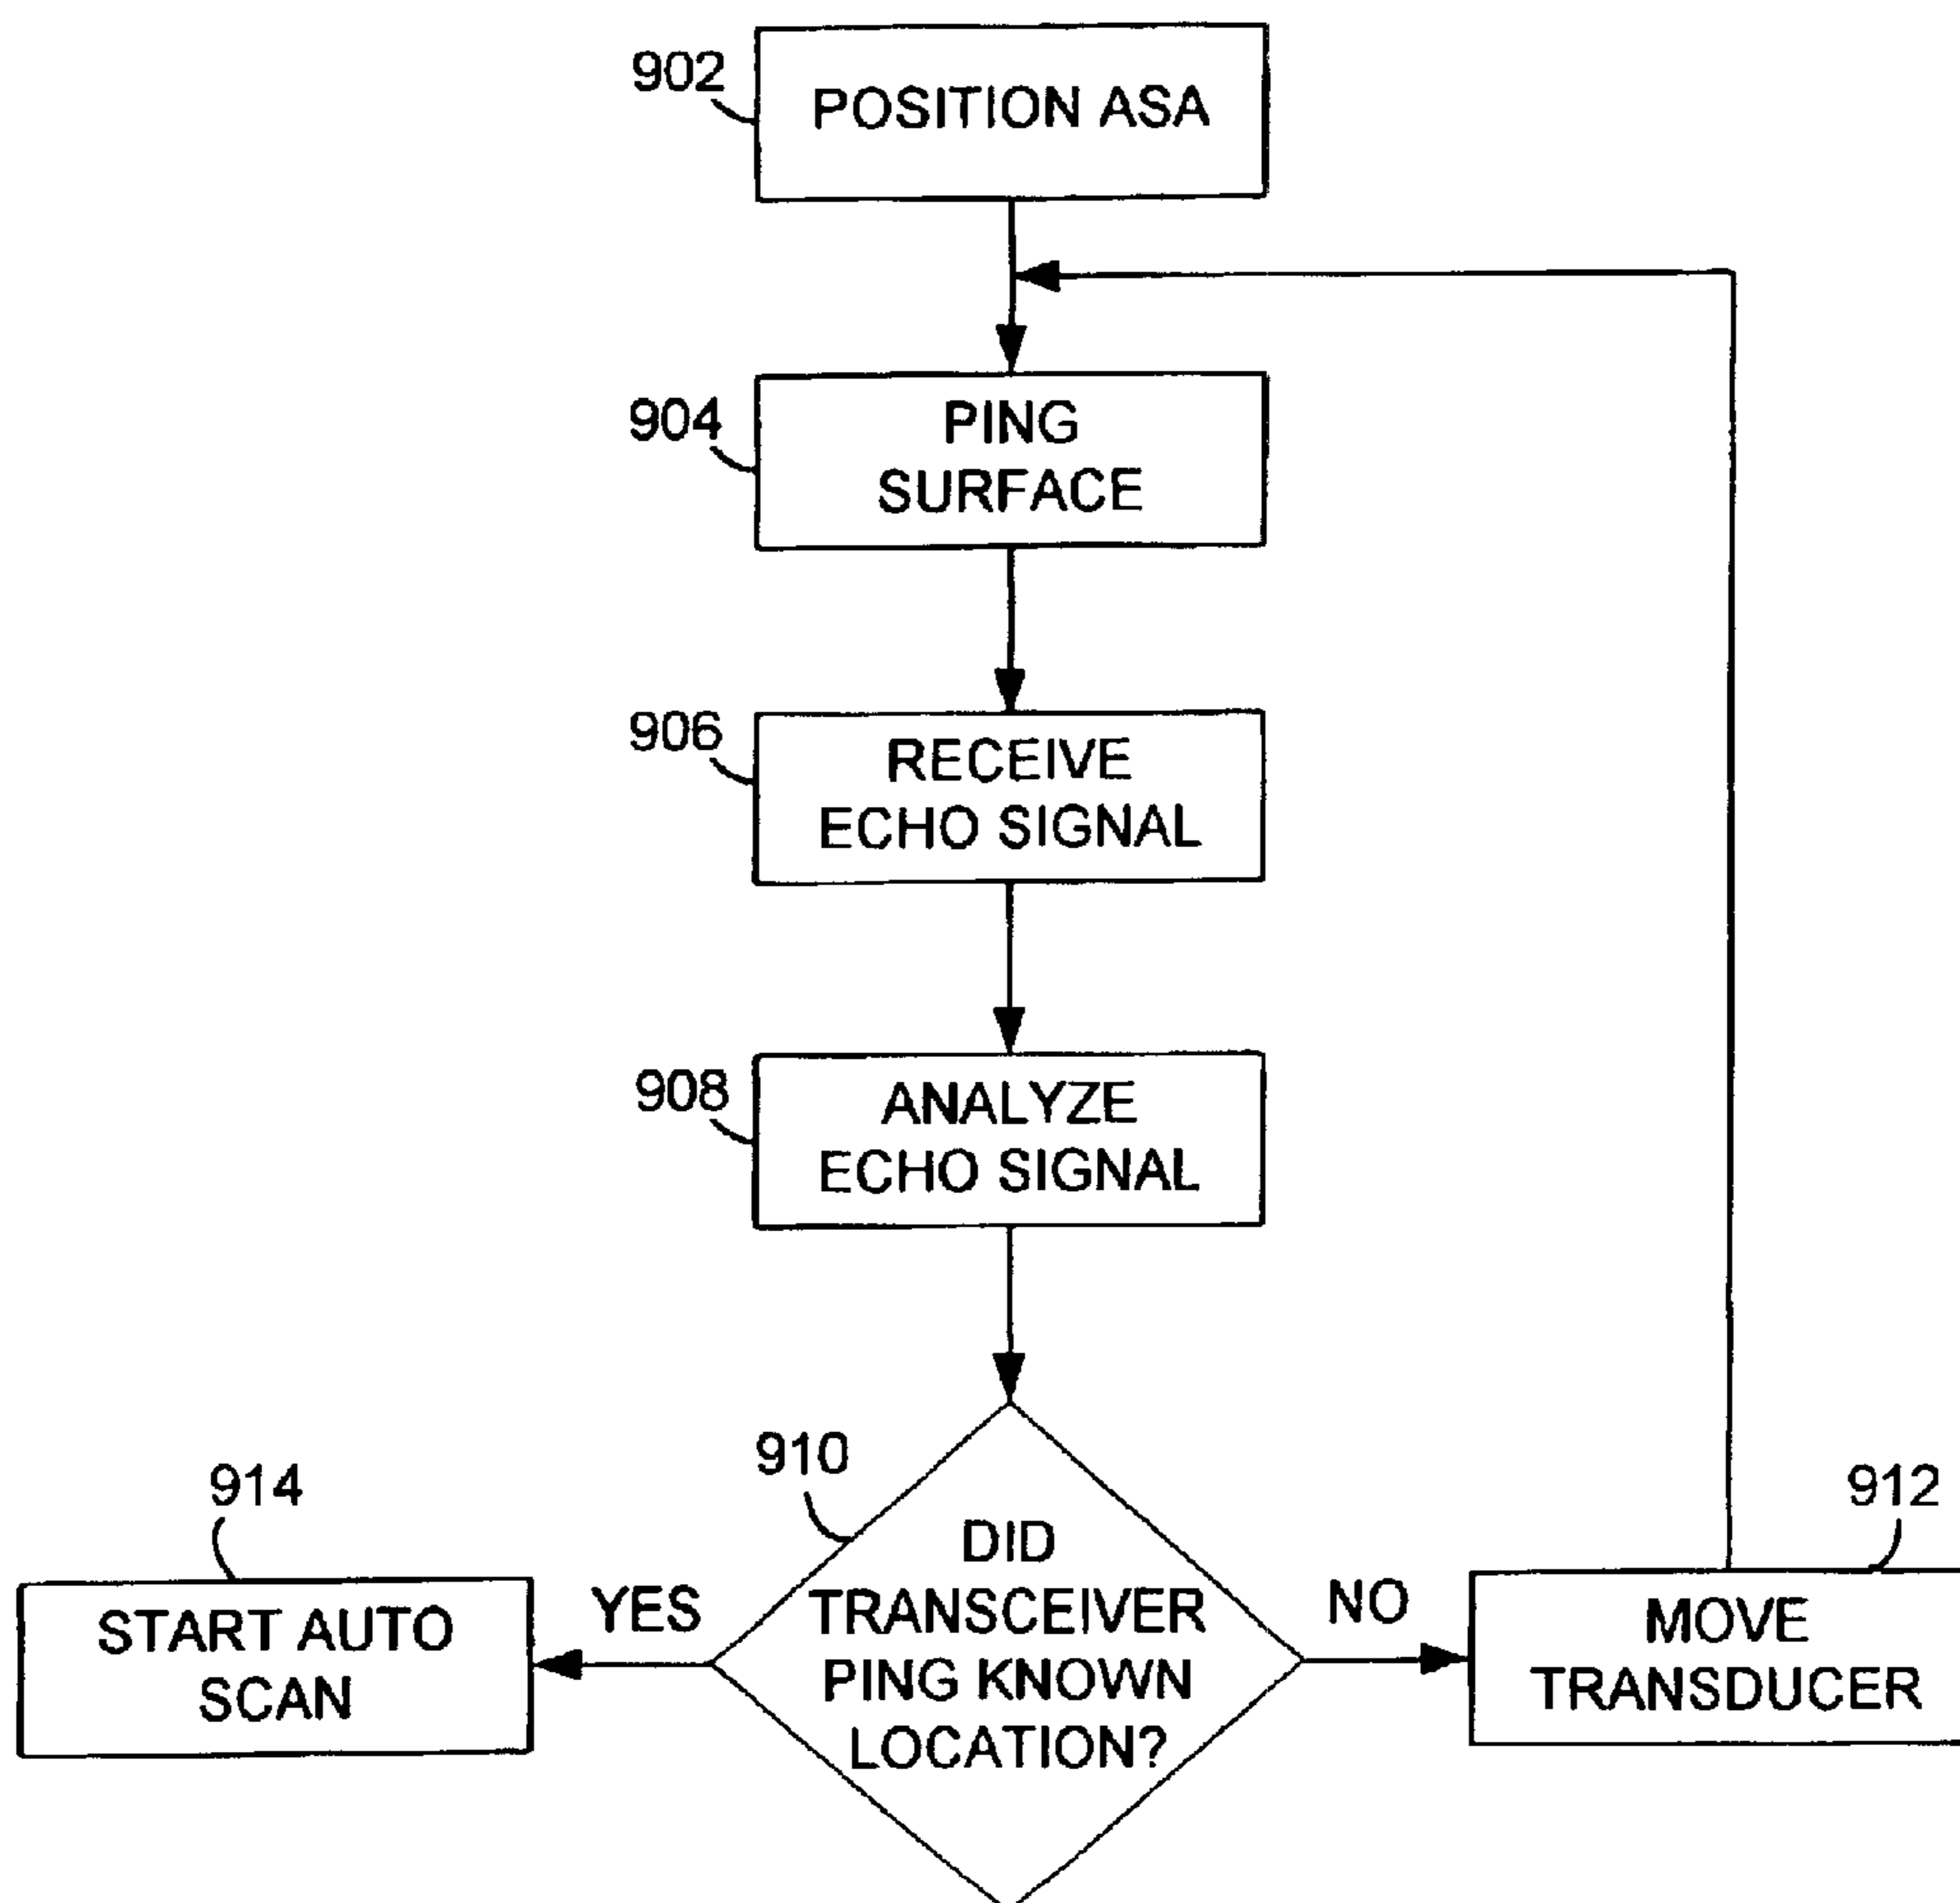 902
POSITION ASA
904
PING
SURFACE
906
RECEIVE
ECHO SIGNAL
908
ANALYZE
ECHO SIGNAL
910
DID
TRANSCEIVER
PING KNOWN
LOCATION?
YES
NO
914
START AUTO
SCAN
912
MOVE
TRANSDUCER